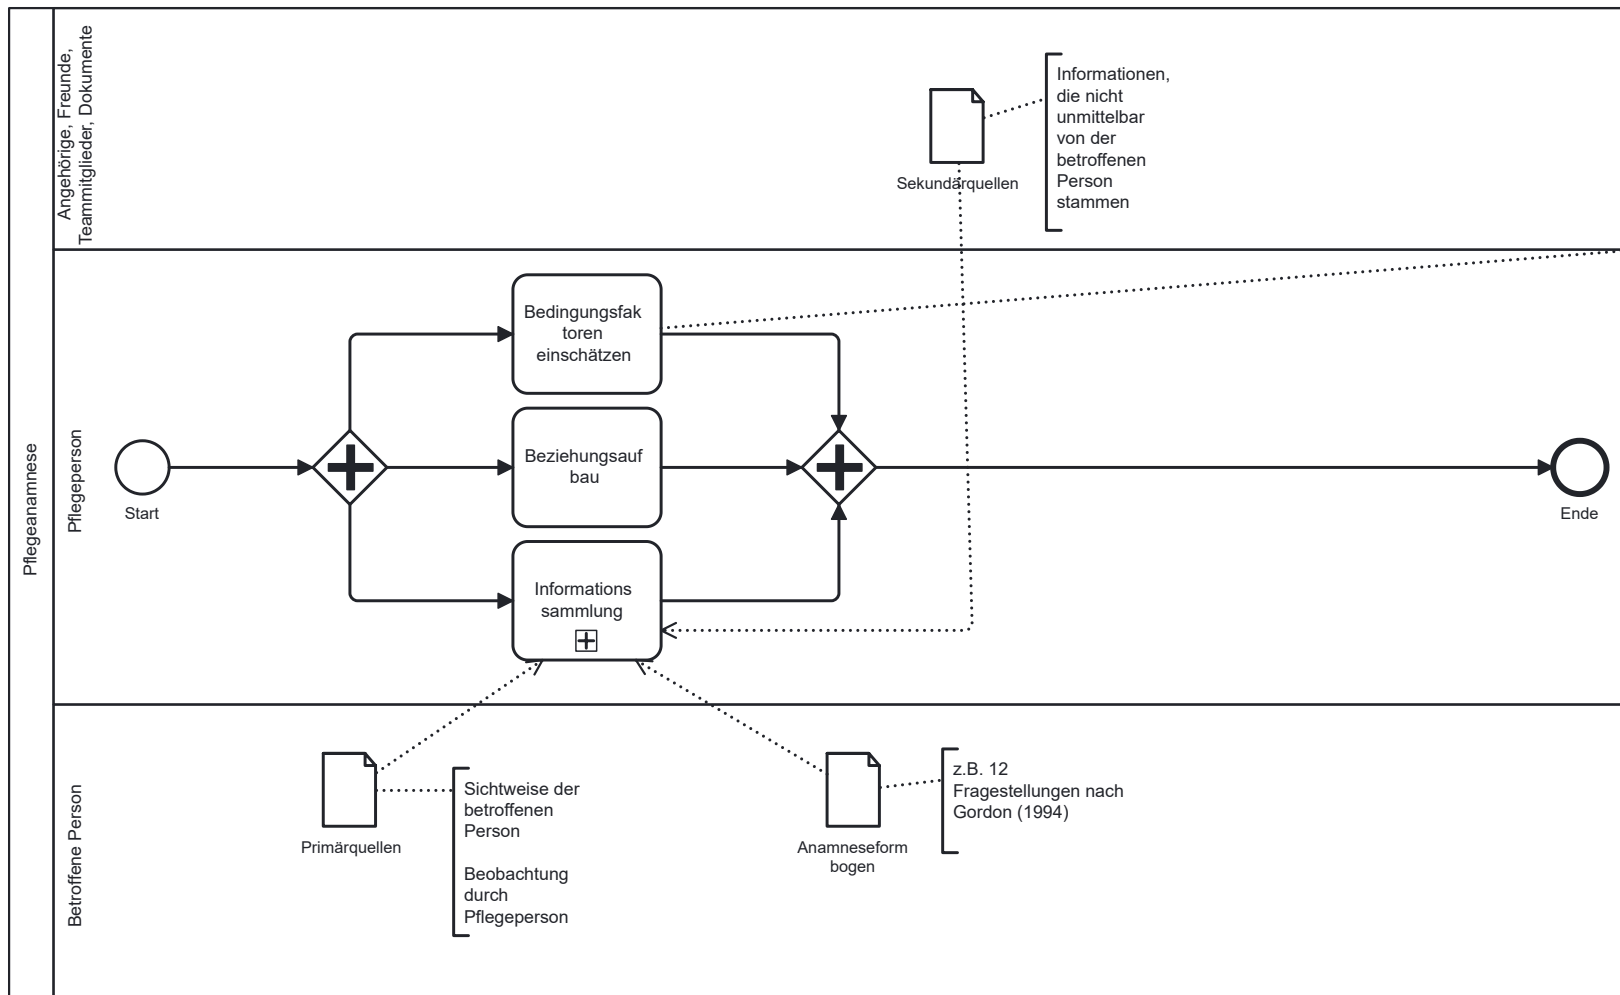 Pflegeanamnese
Angehörige, Freunde,
Teammitglieder, Dokumente
Sekundärquellen
Informationen,
die nicht
unmittelbar
von der
betroffenen
Person
stammen
Pflegeperson
Start
Bedingungsfak
toren
einschätzen
Beziehungsauf
bau
Informations
sammlung
Ende
Betroffene Person
Primärquellen
Sichtweise der
betroffenen
Person
Beobachtung
durch
Pflegeperson
Anamneseform
bogen
z.B. 12
Fragestellungen nach
Gordon (1994)